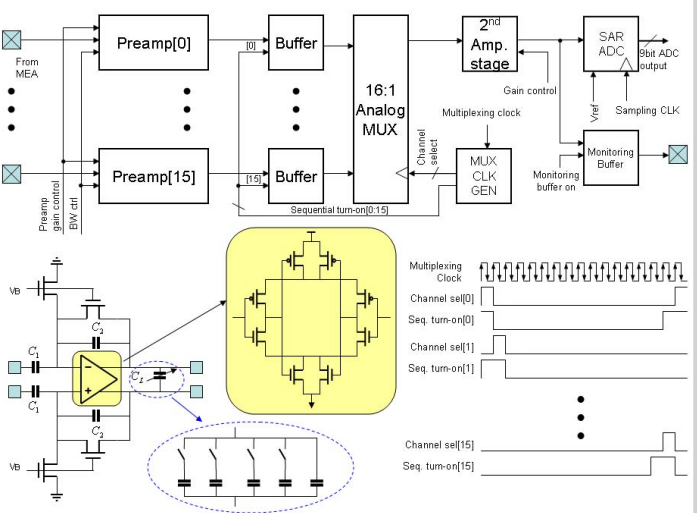 Preamp[0]
[0]
Buffer
16:1
Analog
MUX
2nd
Amp.
stage
SAR
ADC
9bit ADC
output
From
MEA
Gain control
Vref
Sampling CLK
Multiplexing clock
Channel
select
Preamp[15]
[15]
Buffer
MUX
CLK
GEN
Monitoring
Buffer
Monitoring
buffer on
Sequential turn-on[0:15]
Preamp
gain control
BW ctrl
VB
C2
C1
−
+
CL
C1
C2
VB
Multiplexing
Clock
Channel sel[0]
Seq. turn-on[0]
Channel sel[1]
Seq. turn-on[1]
Channel sel[15]
Seq. turn-on[15]